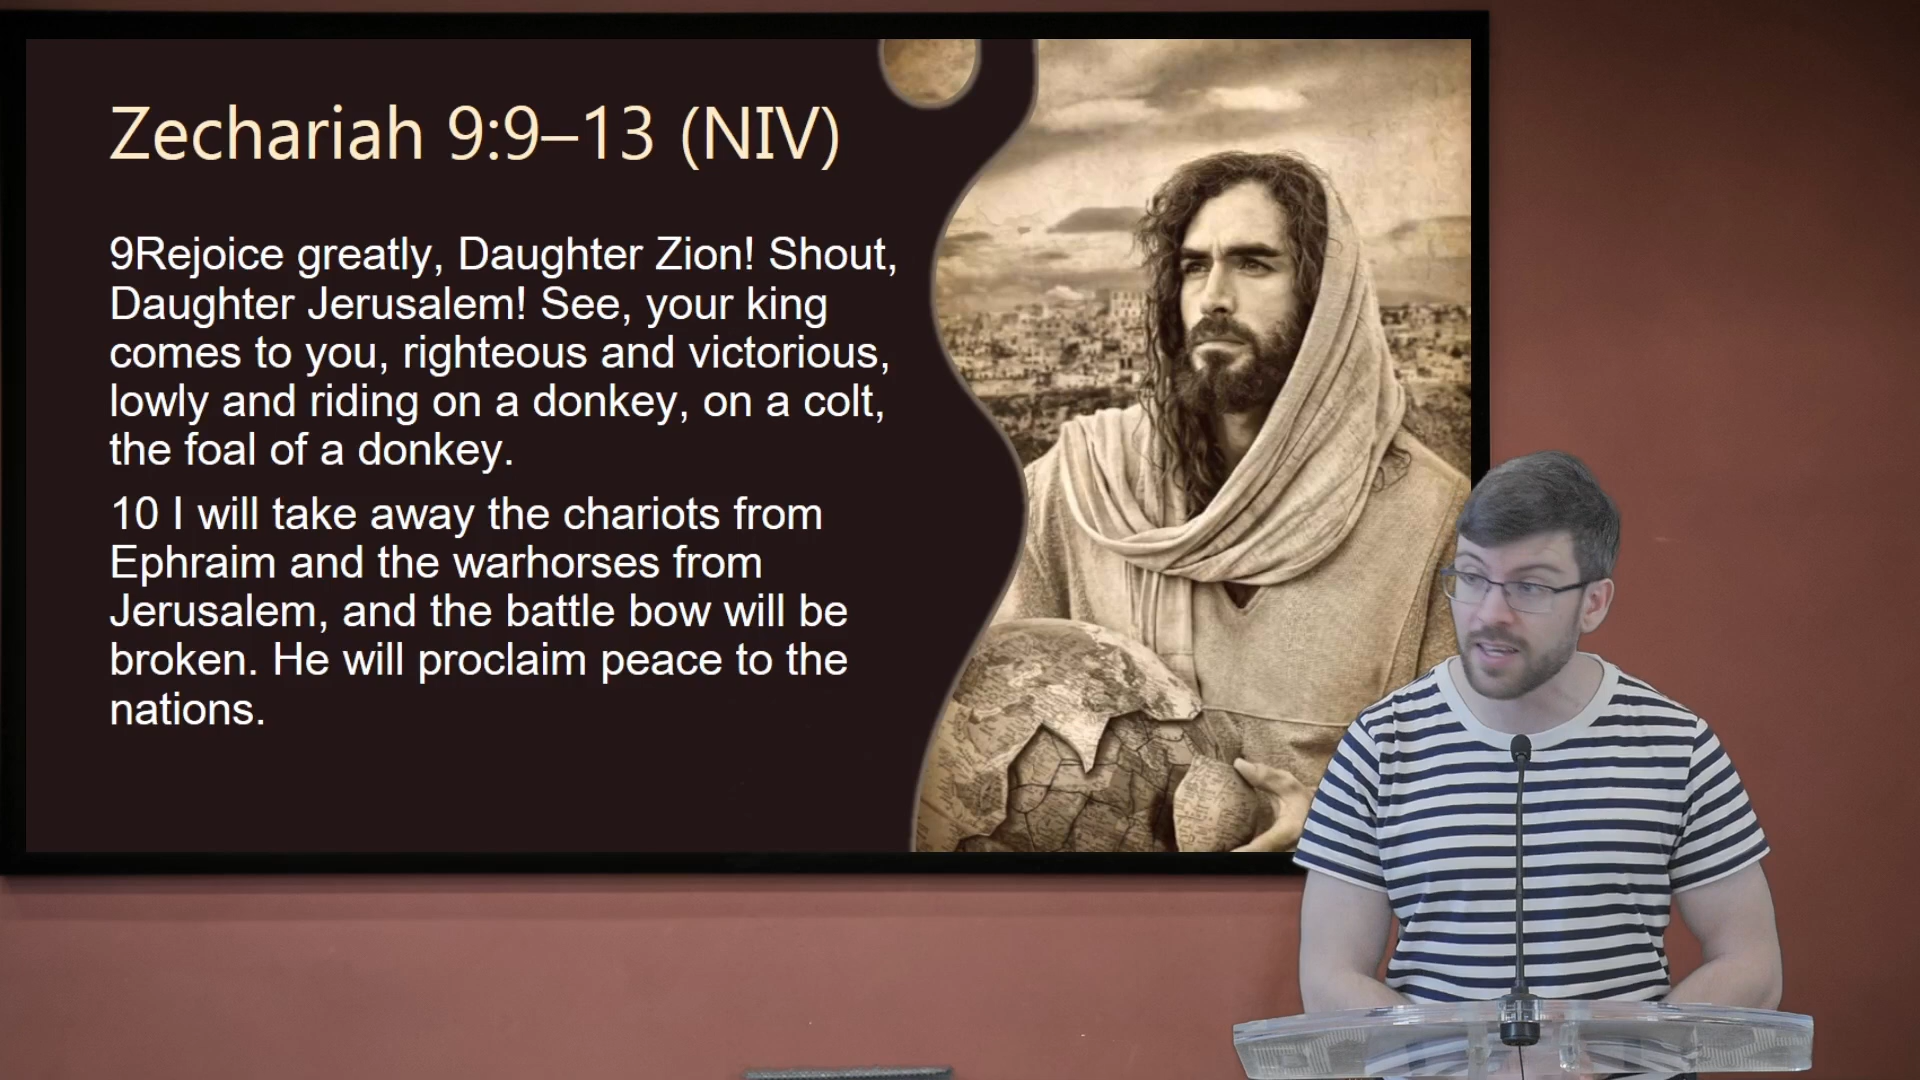 Zechariah 9:9–13 (NIV)
9Rejoice greatly, Daughter Zion! Shout,
Daughter Jerusalem! See, your king
comes to you, righteous and victorious,
lowly and riding on a donkey, on a colt,
the foal of a donkey.
10 I will take away the chariots from
Ephraim and the warhorses from
Jerusalem, and the battle bow will be
broken. He will proclaim peace to the
nations.